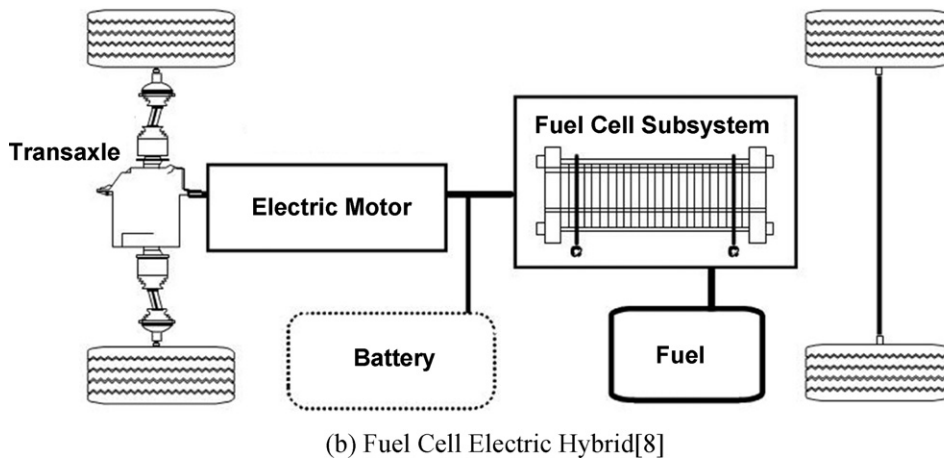 Fuel Cell Subsystem
Transaxle
Electric Motor
Battery
Fuel
(b) Fuel Cell Electric Hybrid[8]